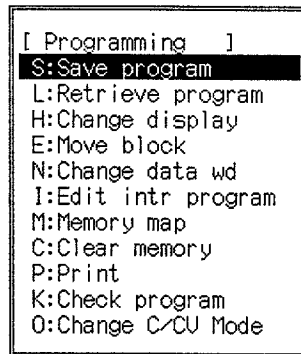 [ Programming   ]
S:Save program
L:Retrieve program
H:Change display
E:Move block
N:Change data wd
I:Edit intr program
M:Memory map
C:Clear memory
P:Print
K:Check program
O:Change C/CV Mode